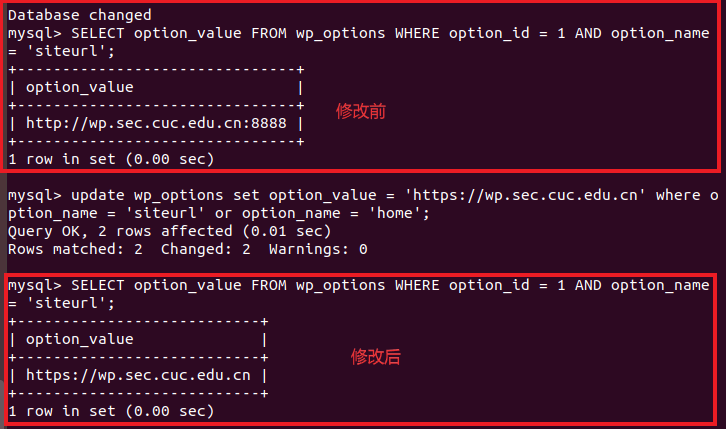 Database changed
mysql> SELECT option_value FROM wp_options WHERE option_id = 1 AND option_name
= 'siteurl';
+-------------------------------+
| option_value                  |
+-------------------------------+
修改前
| http://wp.sec.cuc.edu.cn:8888 |
+-------------------------------+
1 row in set (0.00 sec)
mysql> update wp_options set option_value = 'https://wp.sec.cuc.edu.cn' where o
ption_name = 'siteurl' or option_name = 'home';
Query OK, 2 rows affected (0.01 sec)
Rows matched: 2  Changed: 2  Warnings: 0
mysql> SELECT option_value FROM wp_options WHERE option_id = 1 AND option_name
= 'siteurl';
+---------------------------+
| option_value              |
+---------------------------+
修改后
| https://wp.sec.cuc.edu.cn |
+---------------------------+
1 row in set (0.00 sec)